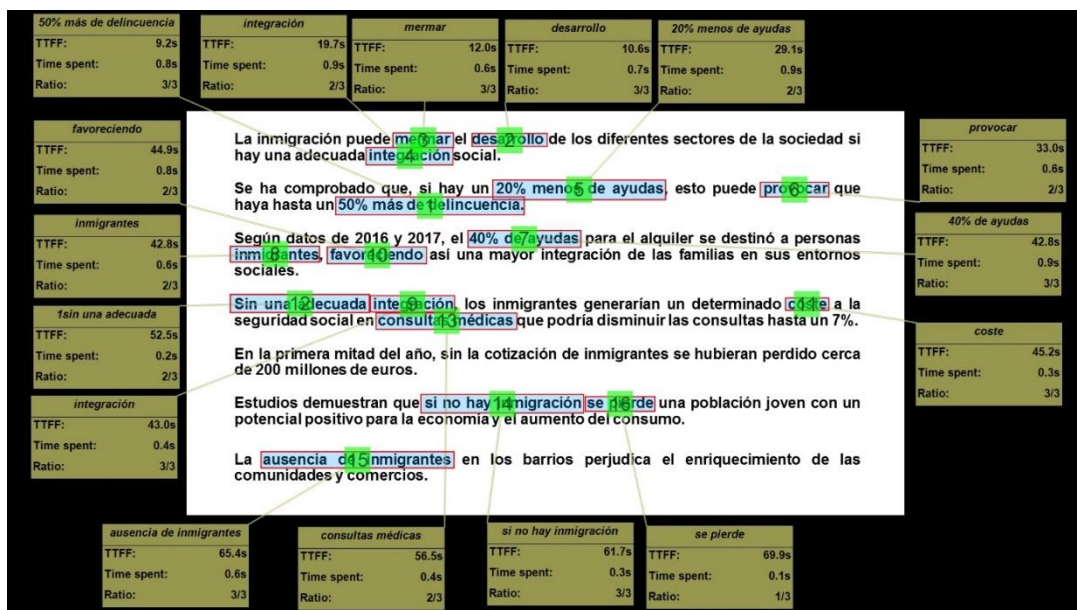 50% más de delincuencia
TTFF: 9.2s
Time spent: 0.8s
Ratio: 3/3
integración
TTFF: 19.7s
Time spent: 0.9s
Ratio: 2/3
mermar
TTFF: 12.0s
Time spent: 0.6s
Ratio: 3/3
desarrollo
TTFF: 10.6s
Time spent: 0.7s
Ratio: 3/3
20% menos de ayudas
TTFF: 29.1s
Time spent: 0.9s
Ratio: 2/3
favoreciendo
TTFF: 44.9s
Time spent: 0.8s
Ratio: 2/3
inmigrantes
TTFF: 42.8s
Time spent: 0.6s
Ratio: 2/3
1sin una adecuada
TTFF: 52.5s
Time spent: 0.2s
Ratio: 2/3
integración
TTFF: 43.0s
Time spent: 0.4s
Ratio: 3/3
La inmigración puede mermar el desarrollo de los diferentes sectores de la sociedad si
3
2
hay una adecuada integración social.
4
Se ha comprobado que, si hay un 20% menos de ayudas, esto puede provocar que
5
6
haya hasta un 50% más de delincuencia.
1
Según datos de 2016 y 2017, el 40% de ayudas para el alquiler se destinó a personas
7
inmigrantes, favoreciendo así una mayor integración de las familias en sus entornos
8
10
sociales.
Sin una adecuada integración, los inmigrantes generarían un determinado coste a la
12
9
11
seguridad social en consultas médicas que podría disminuir las consultas hasta un 7%.
13
En la primera mitad del año, sin la cotización de inmigrantes se hubieran perdido cerca
de 200 millones de euros.
Estudios demuestran que si no hay inmigración se pierde una población joven con un
14
16
potencial positivo para la economía y el aumento del consumo.
La ausencia de inmigrantes en los barrios perjudica el enriquecimiento de las
15
comunidades y comercios.
provocar
TTFF: 33.0s
Time spent: 0.6s
Ratio: 2/3
40% de ayudas
TTFF: 42.8s
Time spent: 0.9s
Ratio: 3/3
coste
TTFF: 45.2s
Time spent: 0.3s
Ratio: 3/3
ausencia de inmigrantes
TTFF: 65.4s
Time spent: 0.6s
Ratio: 3/3
consultas médicas
TTFF: 56.5s
Time spent: 0.4s
Ratio: 2/3
si no hay inmigración
TTFF: 61.7s
Time spent: 0.3s
Ratio: 3/3
se pierde
TTFF: 69.9s
Time spent: 0.1s
Ratio: 1/3